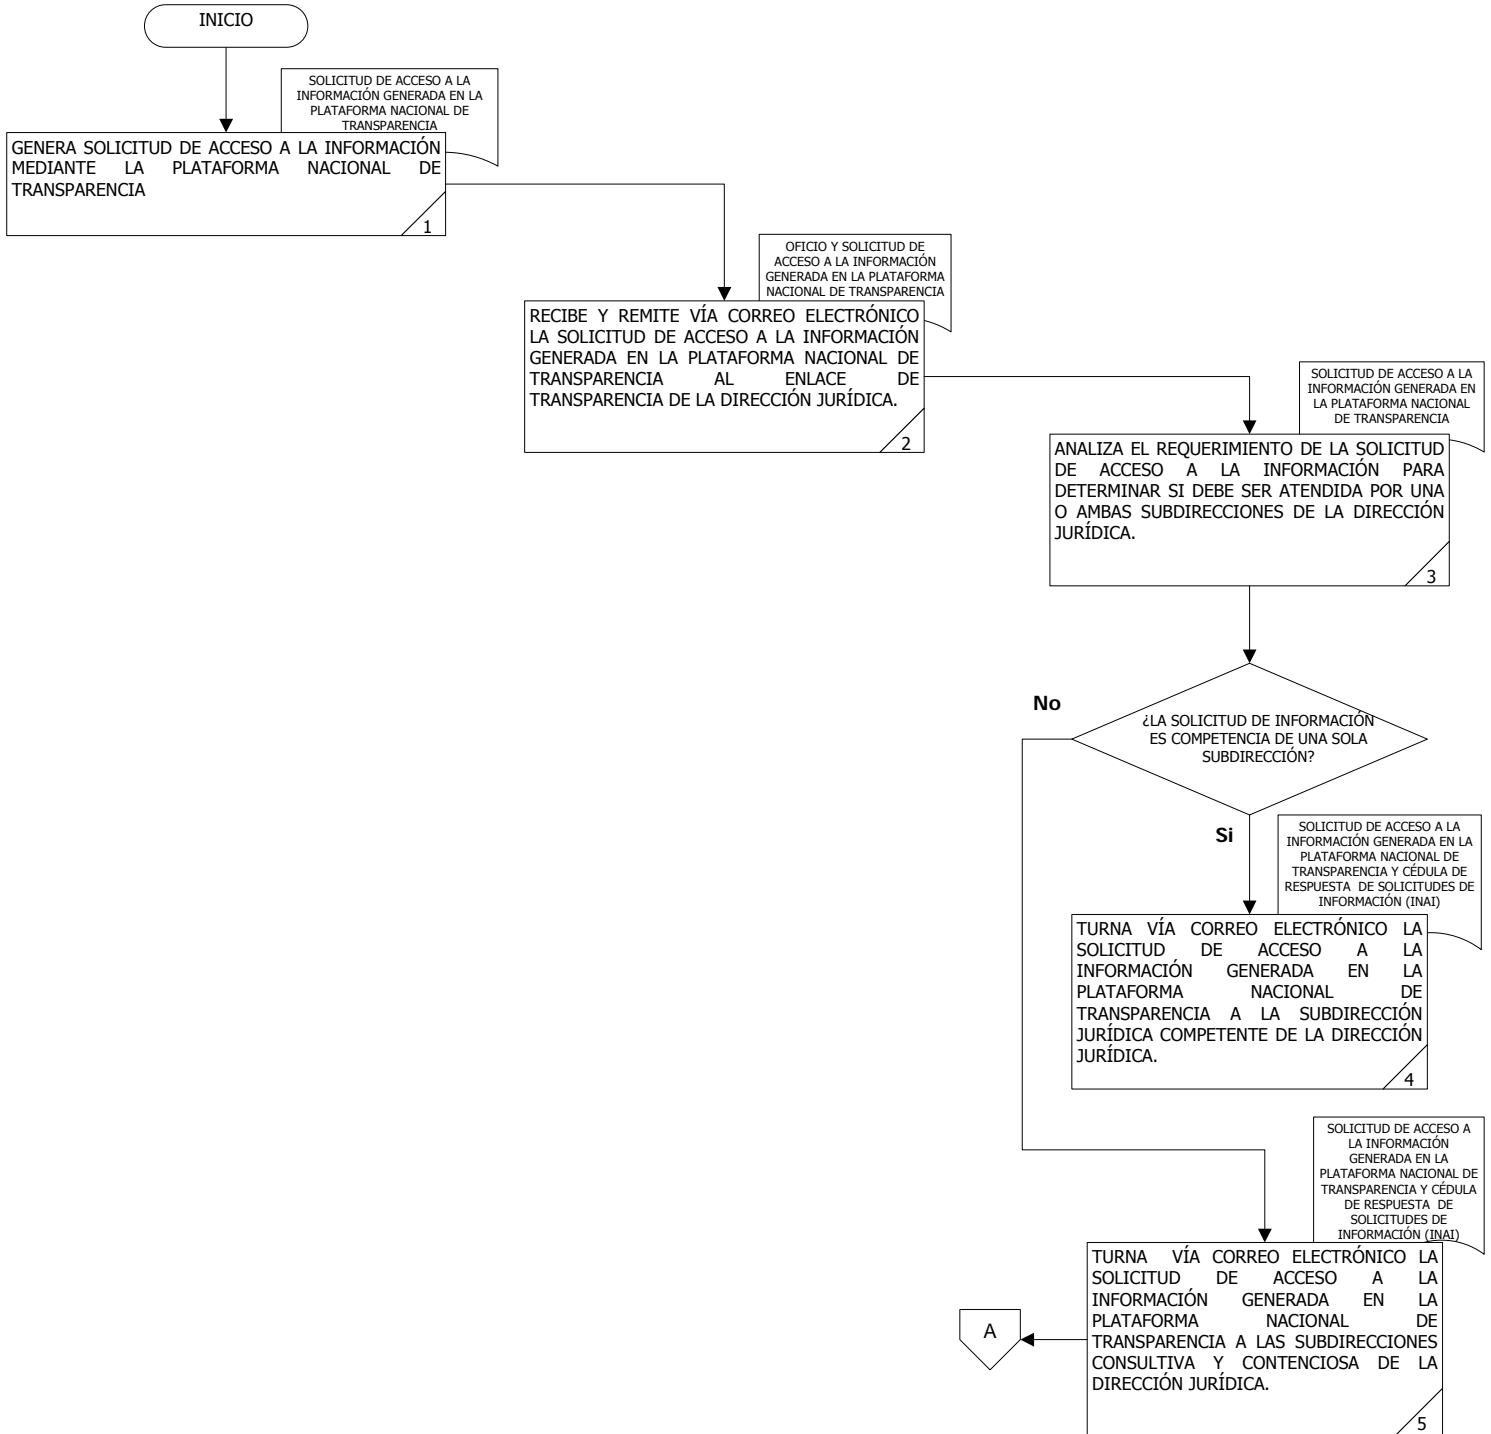 INICIO
SOLICITUD DE ACCESO A LA
INFORMACIÓN GENERADA EN LA
PLATAFORMA NACIONAL DE
TRANSPARENCIA
GENERA SOLICITUD DE ACCESO A LA INFORMACIÓN
MEDIANTE LA PLATAFORMA NACIONAL DE
TRANSPARENCIA
1
OFICIO Y SOLICITUD DE
ACCESO A LA INFORMACIÓN
GENERADA EN LA PLATAFORMA
NACIONAL DE TRANSPARENCIA
RECIBE Y REMITE VÍA CORREO ELECTRÓNICO
LA SOLICITUD DE ACCESO A LA INFORMACIÓN
GENERADA EN LA PLATAFORMA NACIONAL DE
TRANSPARENCIA AL ENLACE DE
TRANSPARENCIA DE LA DIRECCIÓN JURÍDICA.
2
SOLICITUD DE ACCESO A LA
INFORMACIÓN GENERADA EN
LA PLATAFORMA NACIONAL
DE TRANSPARENCIA
ANALIZA EL REQUERIMIENTO DE LA SOLICITUD
DE ACCESO A LA INFORMACIÓN PARA
DETERMINAR SI DEBE SER ATENDIDA POR UNA
O AMBAS SUBDIRECCIONES DE LA DIRECCIÓN
JURÍDICA.
3
No
¿LA SOLICITUD DE INFORMACIÓN
ES COMPETENCIA DE UNA SOLA
SUBDIRECCIÓN?
Si
SOLICITUD DE ACCESO A LA
INFORMACIÓN GENERADA EN LA
PLATAFORMA NACIONAL DE
TRANSPARENCIA Y CÉDULA DE
RESPUESTA DE SOLICITUDES DE
INFORMACIÓN (INAI)
TURNA VÍA CORREO ELECTRÓNICO LA
SOLICITUD DE ACCESO A LA
INFORMACIÓN GENERADA EN LA
PLATAFORMA NACIONAL DE
TRANSPARENCIA A LA SUBDIRECCIÓN
JURÍDICA COMPETENTE DE LA DIRECCIÓN
JURÍDICA.
4
SOLICITUD DE ACCESO A
LA INFORMACIÓN
GENERADA EN LA
PLATAFORMA NACIONAL DE
TRANSPARENCIA Y CÉDULA
DE RESPUESTA DE
SOLICITUDES DE
INFORMACIÓN (INAI)
TURNA VÍA CORREO ELECTRÓNICO LA
SOLICITUD DE ACCESO A LA
INFORMACIÓN GENERADA EN LA
PLATAFORMA NACIONAL DE
TRANSPARENCIA A LAS SUBDIRECCIONES
CONSULTIVA Y CONTENCIOSA DE LA
DIRECCIÓN JURÍDICA.
5
A